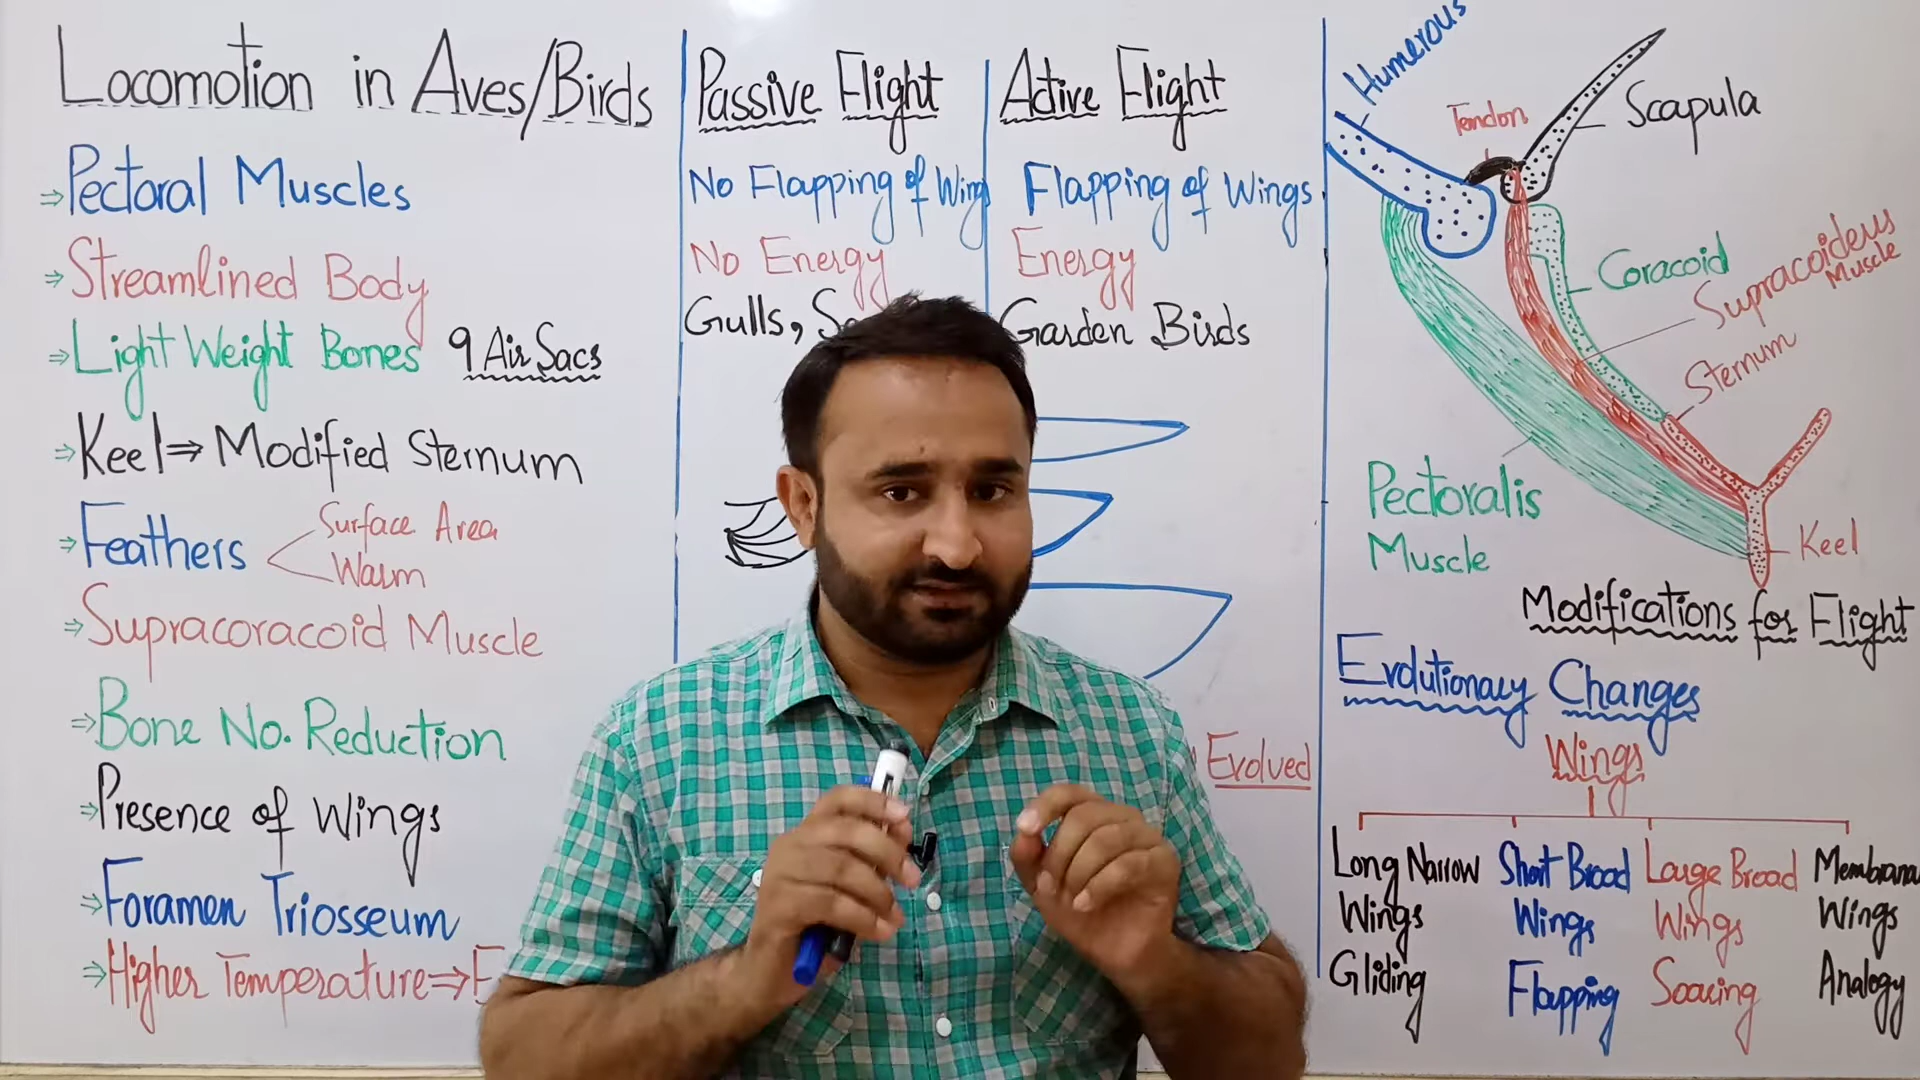 Locomotion in Aves/Birds
⇒ Pectoral Muscles
⇒ Streamlined Body
⇒ Light Weight Bones 9 Air Sacs
⇒ Keel ⇒ Modified Sternum
⇒ Feathers
Surface Area
Warm
⇒ Supracoracoid Muscle
⇒ Bone No. Reduction
⇒ Presence of Wings
⇒ Foramen Triosseum
⇒ Higher Temperature ⇒
Passive Flight
No Flapping of Wing
No Energy
Gulls,
Active Flight
Flapping of Wings
Energy
Garden Birds
Evolved
Humerous
Tendon
Scapula
Coracoid
Supracoideus
Muscle
Sternum
Pectoralis
Muscle
Keel
Modifications for Flight
Evolutionary Changes
Wings
Long Narrow
Wings
Gliding
Short Broad
Wings
Flapping
Large Broad
Wings
Soaring
Wings
Analogy